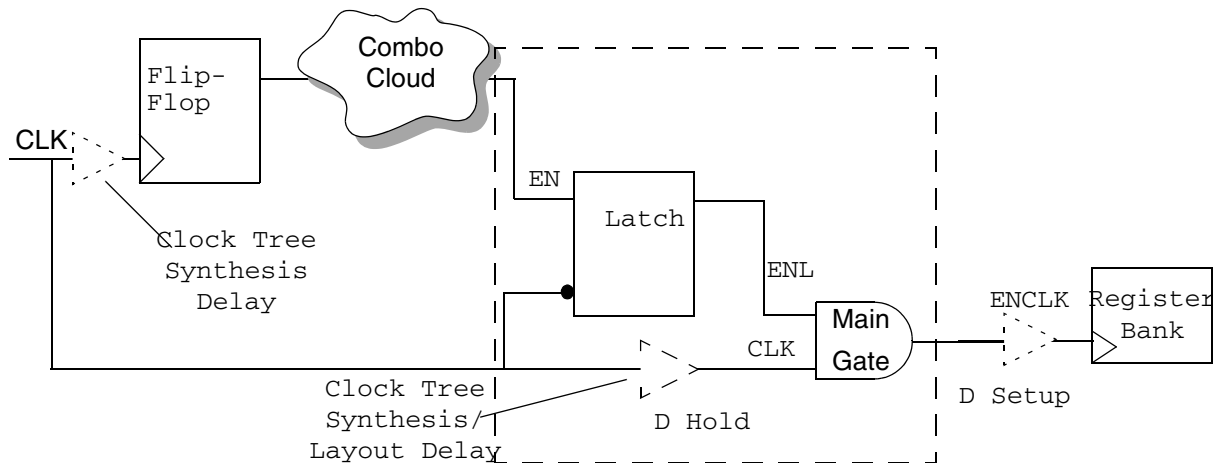 Combo
Cloud
Flip-
Flop
CLK
EN
Latch
Clock Tree
Synthesis
Delay
ENL
ENCLK
Register
Bank
Main
Gate
CLK
Clock Tree
Synthesis/
Layout Delay
D Hold
D Setup